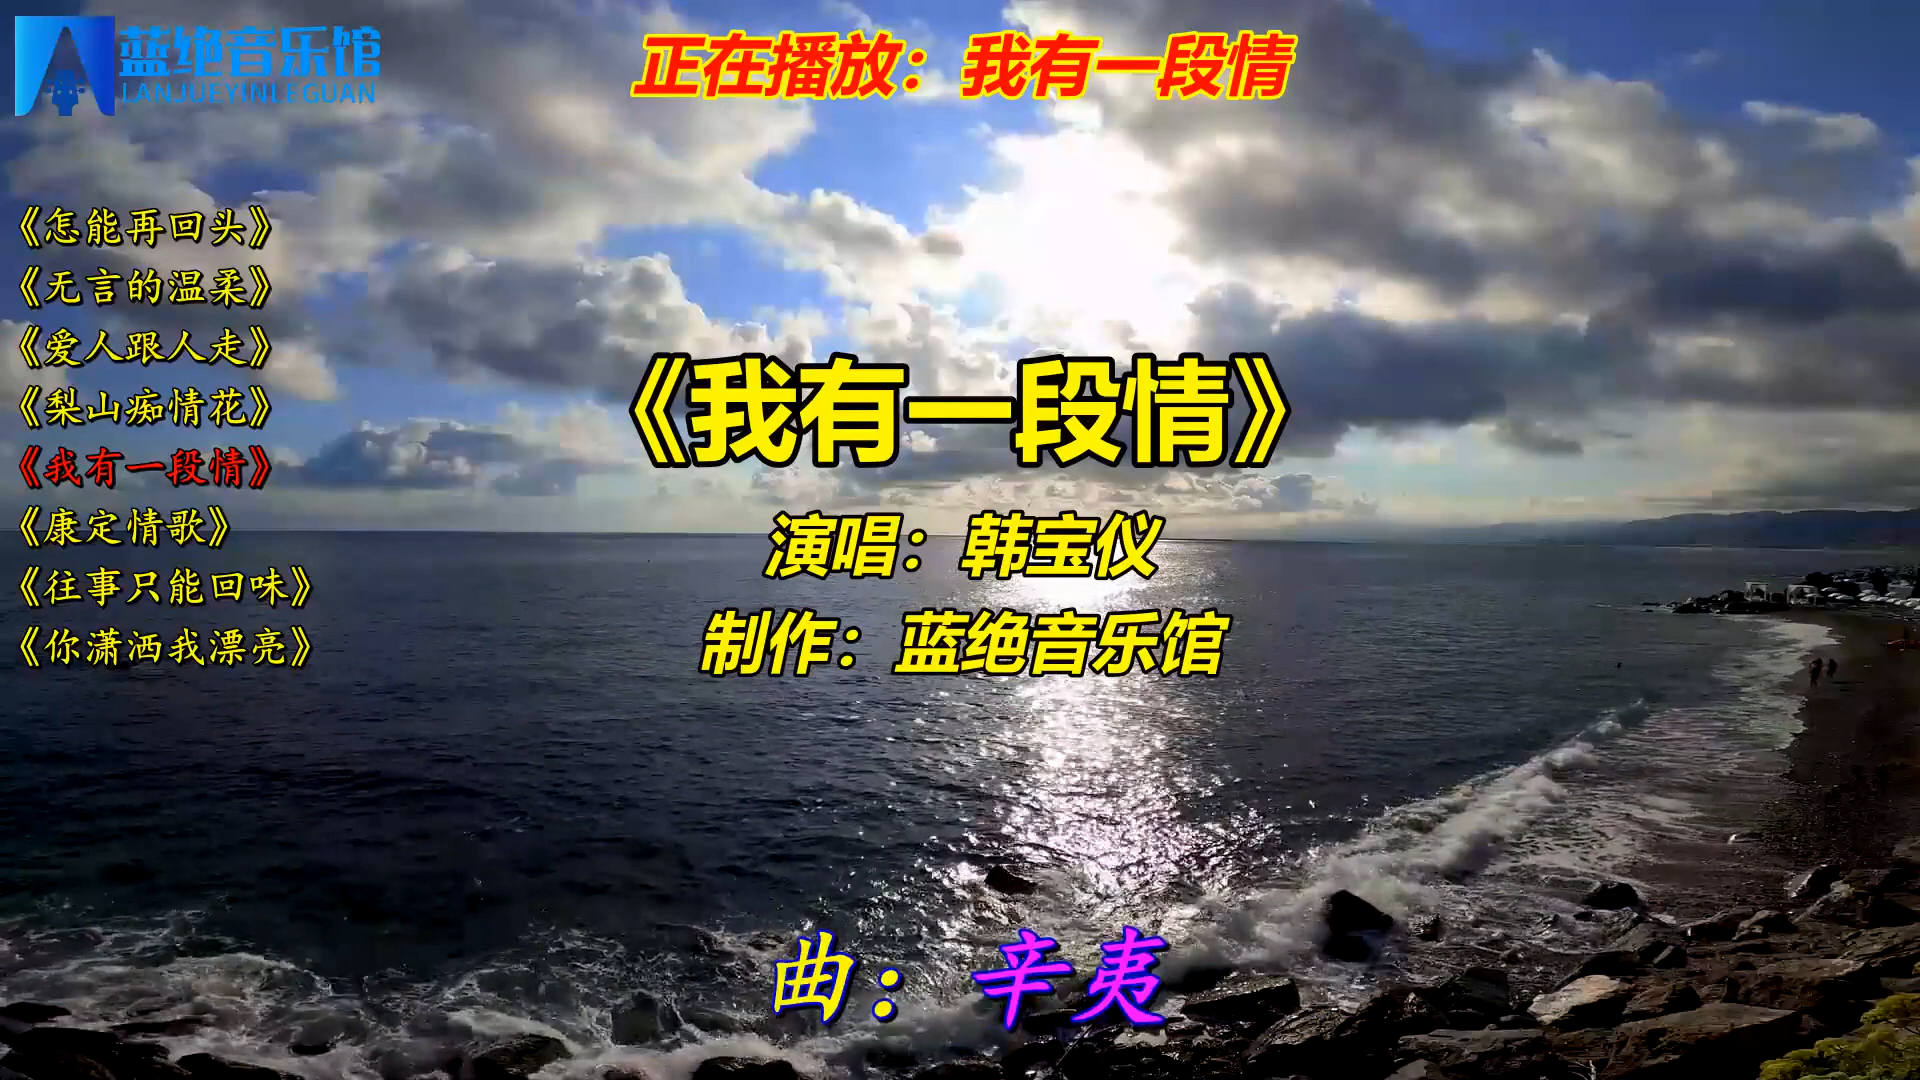 蓝绝音乐馆
LANJUEYINLEGUAN
正在播放：我有一段情
《怎能再回头》
《无言的温柔》
《爱人跟人走》
《梨山痴情花》
《我有一段情》
《康定情歌》
《往事只能回味》
《你潇洒我漂亮》
《我有一段情》
演唱：韩宝仪
制作：蓝绝音乐馆
曲：辛夷